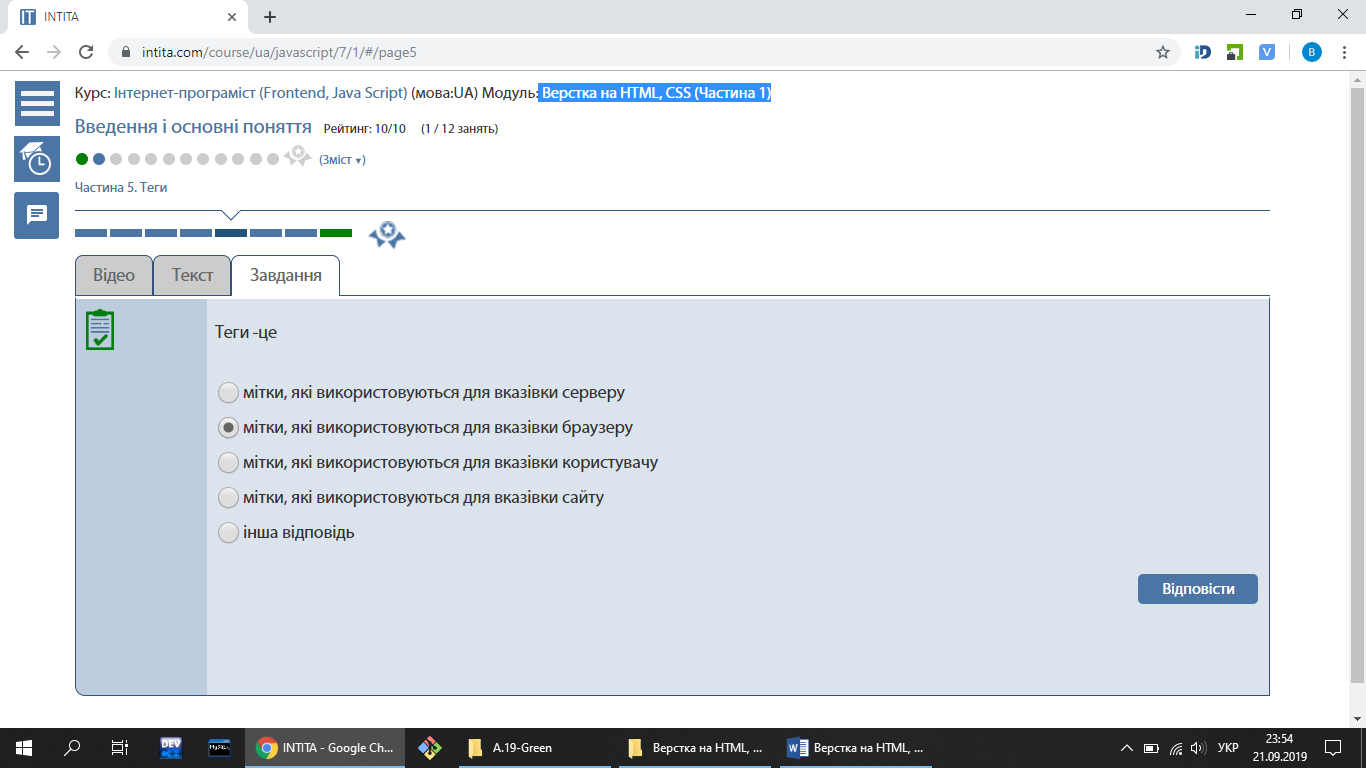 INTITA
intita.com/course/ua/javascript/7/1/#/page5
B
Курс: Інтернет-програміст (Frontend, Java Script) (мова:UA) Модуль: Верстка на HTML, CSS (Частина 1)
Введення і основні поняття Рейтинг: 10/10 (1 / 12 занять)
(Зміст ▼)
Частина 5. Теги
Відео Текст Завдання
Теги -це
мітки, які використовуються для вказівки серверу
мітки, які використовуються для вказівки браузеру
мітки, які використовуються для вказівки користувачу
мітки, які використовуються для вказівки сайту
інша відповідь
Відповісти
DEV MySQL INTITA - Google Ch... A.19-Green Верстка на HTML, ... Верстка на HTML, ... УКР 23:54
21.09.2019